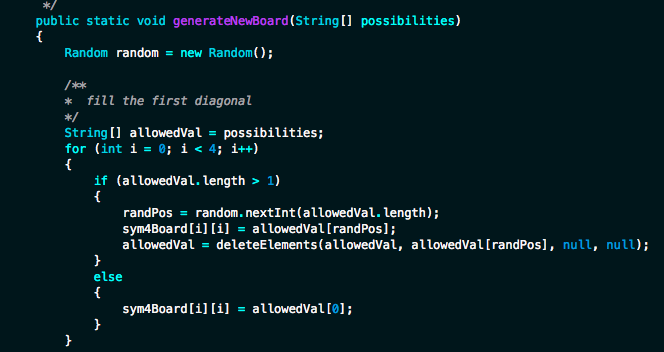 */
public static void generateNewBoard(String[] possibilities)
{
Random random = new Random();
/**
* fill the first diagonal
*/
String[] allowedVal = possibilities;
for (int i = 0; i < 4; i++)
{
if (allowedVal.length > 1)
{
randPos = random.nextInt(allowedVal.length);
sym4Board[i][i] = allowedVal[randPos];
allowedVal = deleteElements(allowedVal, allowedVal[randPos], null, null);
}
else
{
sym4Board[i][i] = allowedVal[0];
}
}